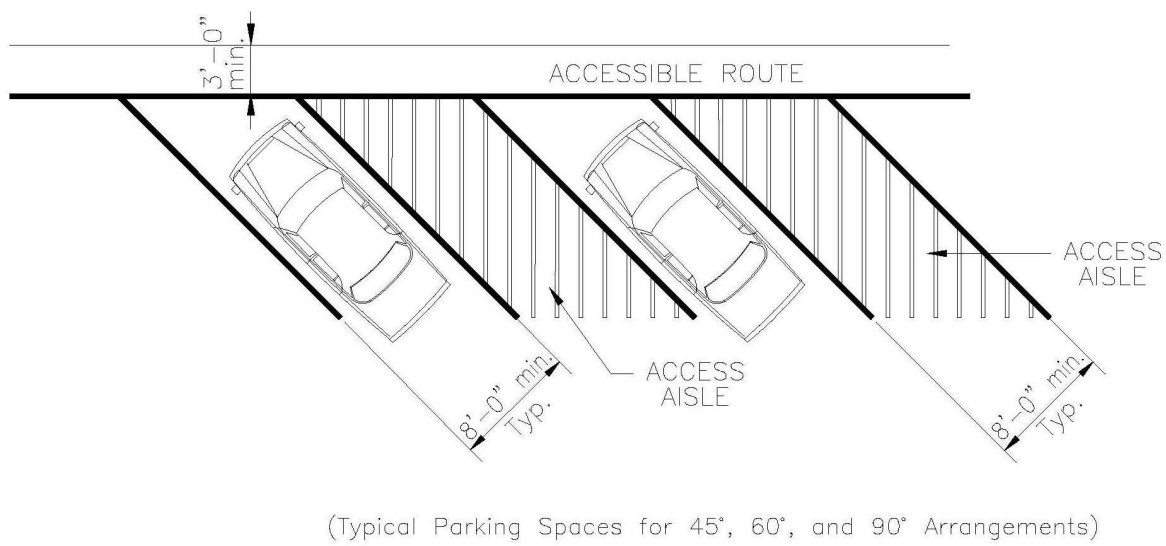 3'-0"
min.
ACCESSIBLE ROUTE
ACCESS
AISLE
ACCESS
AISLE
8'-0" min.
Typ.
8'-0" min.
Typ.
(Typical Parking Spaces for 45°, 60°, and 90° Arrangements)